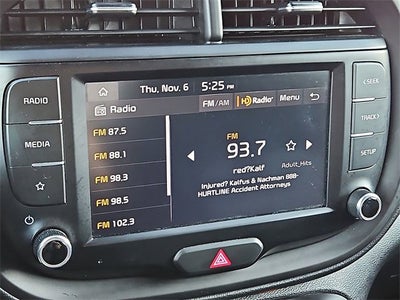 Thu, Nov. 6 5:25 PM
Radio FM/AM HD Radio Menu
RADIO
MEDIA
FM 87.5
FM 88.1
FM 98.3
FM 98.5
FM 102.3
FM
93.7
red?Kalf
Adult_Hits
Injured? Kalfus & Nachman 888-
HURTLINE Accident Attorneys
<SEEK
TRACK>
SETUP